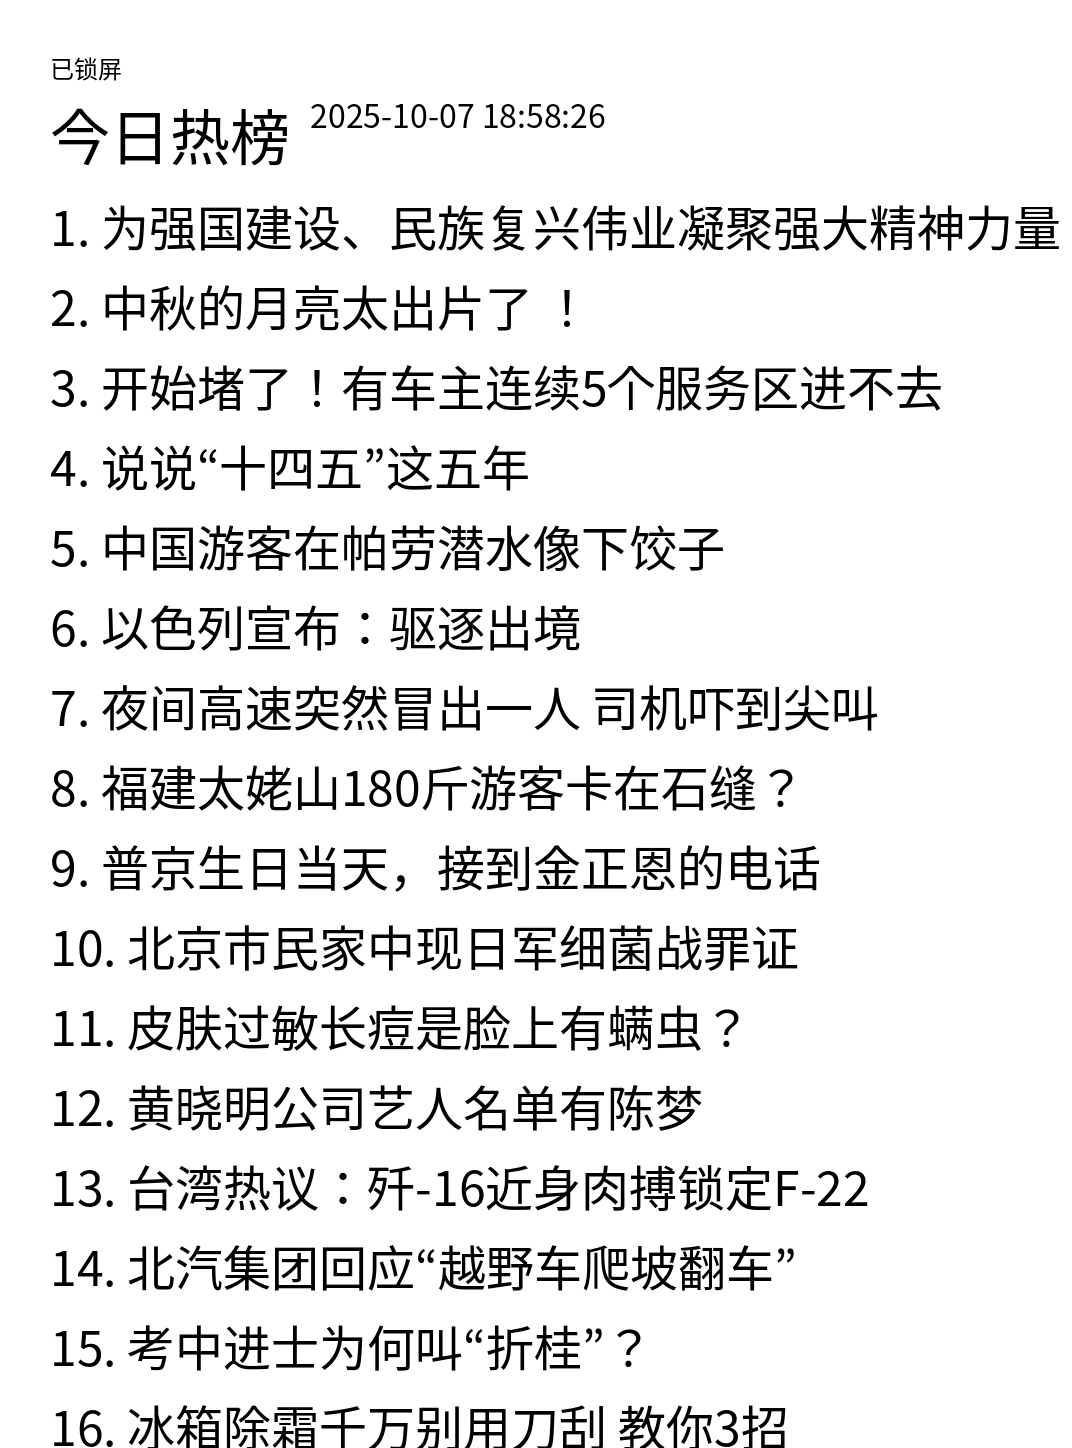 已锁屏
今日热榜 2025-10-07 18:58:26
1. 为强国建设、民族复兴伟业凝聚强大精神力量
2. 中秋的月亮太出片了 ！
3. 开始堵了！有车主连续5个服务区进不去
4. 说说“十四五”这五年
5. 中国游客在帕劳潜水像下饺子
6. 以色列宣布：驱逐出境
7. 夜间高速突然冒出一人 司机吓到尖叫
8. 福建太姥山180斤游客卡在石缝？
9. 普京生日当天，接到金正恩的电话
10. 北京市民家中现日军细菌战罪证
11. 皮肤过敏长痘是脸上有螨虫？
12. 黄晓明公司艺人名单有陈梦
13. 台湾热议：歼-16近身肉搏锁定F-22
14. 北汽集团回应“越野车爬坡翻车”
15. 考中进士为何叫“折桂”？
16. 冰箱除霜千万别用刀刮 教你3招